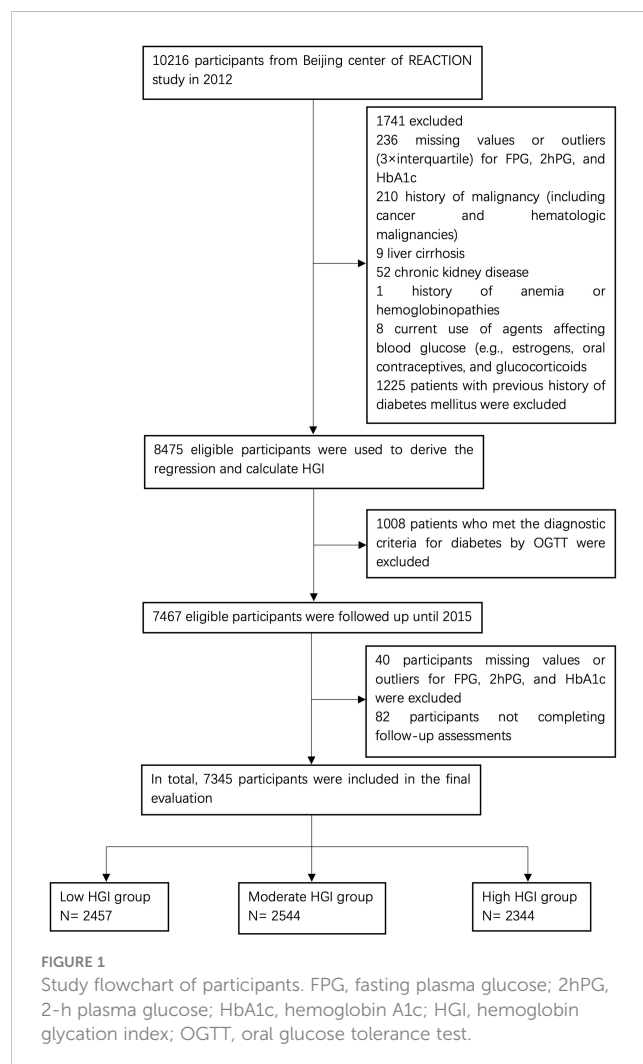 10216 participants from Beijing center of REACTION
study in 2012
1741 excluded
236 missing values or outliers
(3×interquartile) for FPG, 2hPG, and
HbA1c
210 history of malignancy (including
cancer and hematologic
malignancies)
9 liver cirrhosis
52 chronic kidney disease
1 history of anemia or
hemoglobinopathies
8 current use of agents affecting
blood glucose (e.g., estrogens, oral
contraceptives, and glucocorticoids
1225 patients with previous history of
diabetes mellitus were excluded
8475 eligible participants were used to derive the
regression and calculate HGI
1008 patients who met the diagnostic
criteria for diabetes by OGTT were
excluded
7467 eligible participants were followed up until 2015
40 participants missing values or
outliers for FPG, 2hPG, and HbA1c
were excluded
82 participants not completing
follow-up assessments
In total, 7345 participants were included in the final
evaluation
Low HGI group
N= 2457
Moderate HGI group
N= 2544
High HGI group
N= 2344
FIGURE 1
Study flowchart of participants. FPG, fasting plasma glucose; 2hPG,
2-h plasma glucose; HbA1c, hemoglobin A1c; HGI, hemoglobin
glycation index; OGTT, oral glucose tolerance test.